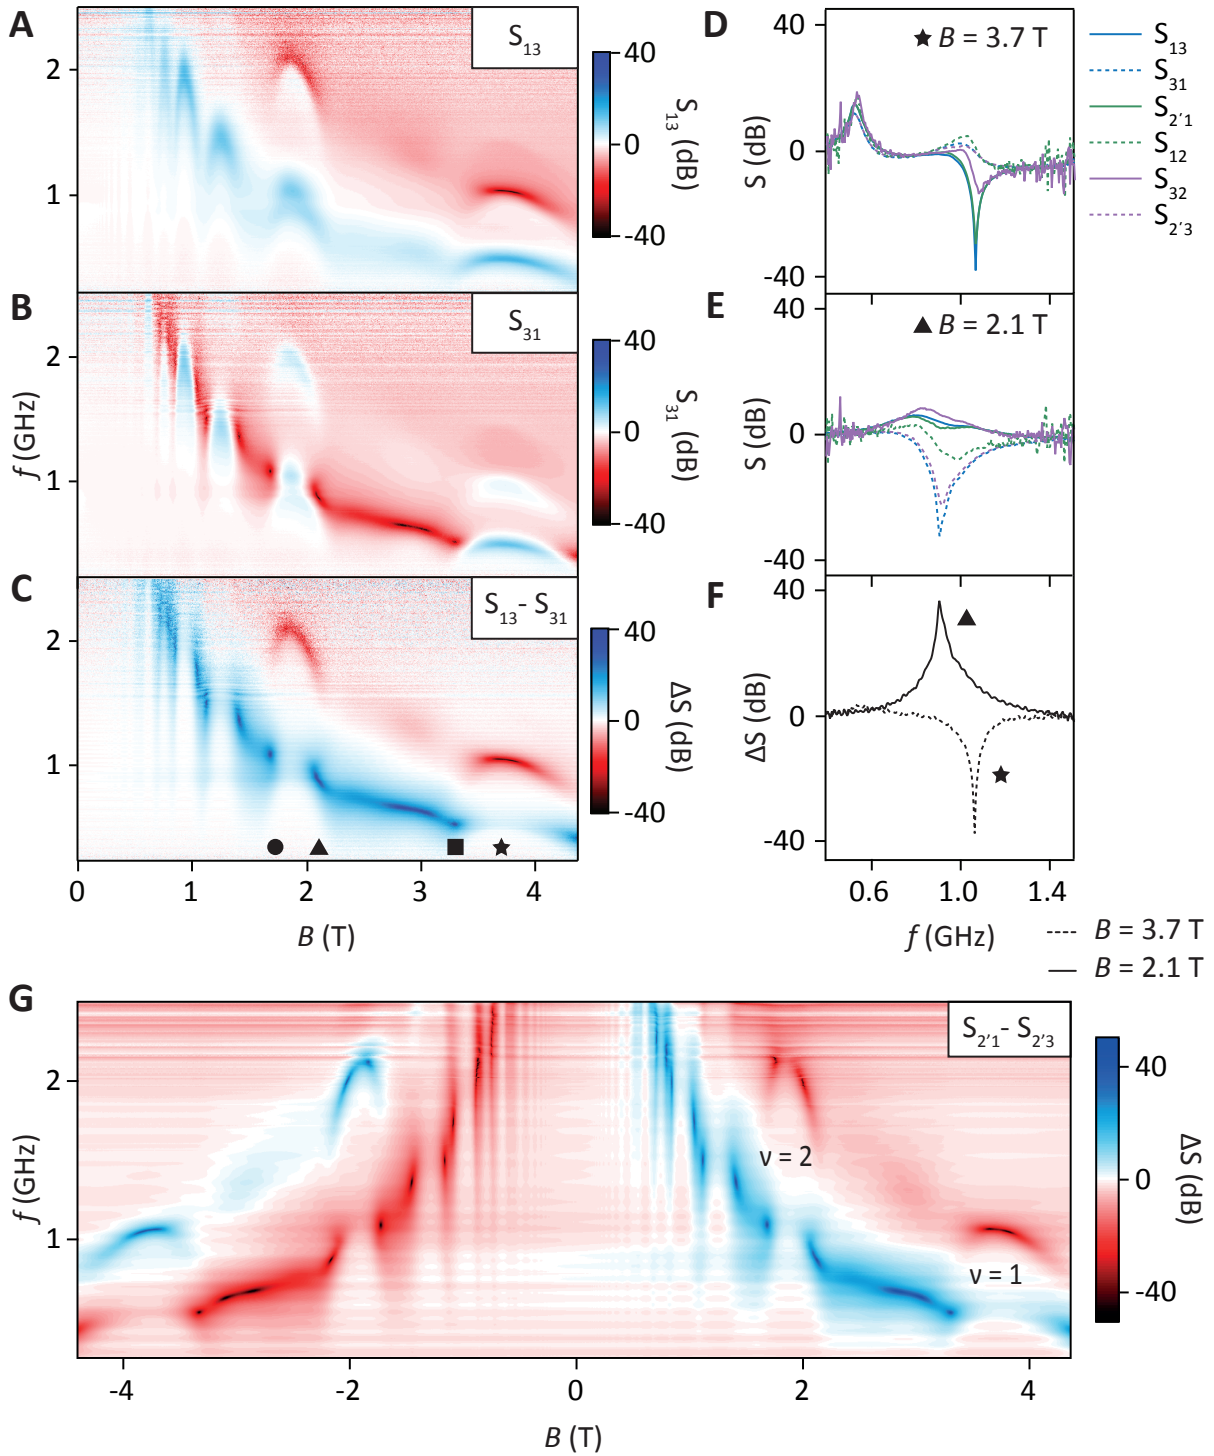 A
S13
2
1
40
0
-40
S13 (dB)
B
S31
2
1
f (GHz)
40
0
-40
S31 (dB)
C
S13- S31
2
1
40
0
-40
ΔS (dB)
0 1 2 3 4
B (T)
D
★ B = 3.7 T
40
0
-40
S (dB)
S13
S31
S2'1
S12
S32
S2'3
E
▲ B = 2.1 T
40
0
-40
S (dB)
F
40
0
-40
ΔS (dB)
0.6 1.0 1.4
f (GHz)
B = 3.7 T
B = 2.1 T
G
S2'1- S2'3
2
1
f (GHz)
ν = 2
ν = 1
40
0
-40
ΔS (dB)
-4 -2 0 2 4
B (T)